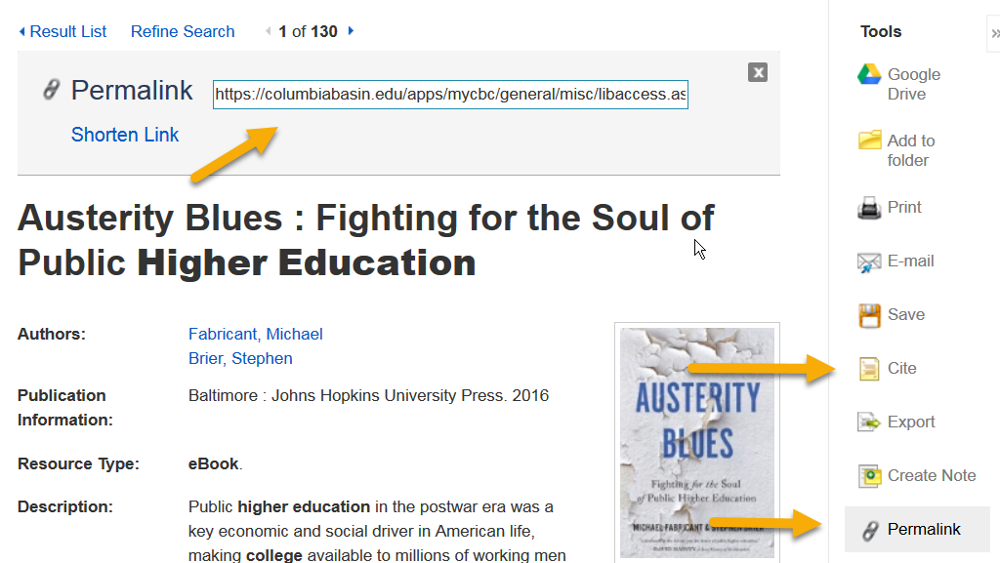 Result List Refine Search 1 of 130
Tools
Permalink https://columbiabasin.edu/apps/mycbc/general/misc/libaccess.as
Shorten Link
Google
Drive
Add to
folder
Print
E-mail
Save
Cite
Export
Create Note
Permalink
Austerity Blues : Fighting for the Soul of
Public Higher Education
Authors: Fabricant, Michael
Brier, Stephen
Publication Baltimore : Johns Hopkins University Press. 2016
Information:
Resource Type: eBook.
Description: Public higher education in the postwar era was a
key economic and social driver in American life,
making college available to millions of working men
AUSTERITY
BLUES
Fighting for the Soul
of Public Higher Education
MICHAEL FABRICANT & STEPHEN BRIER